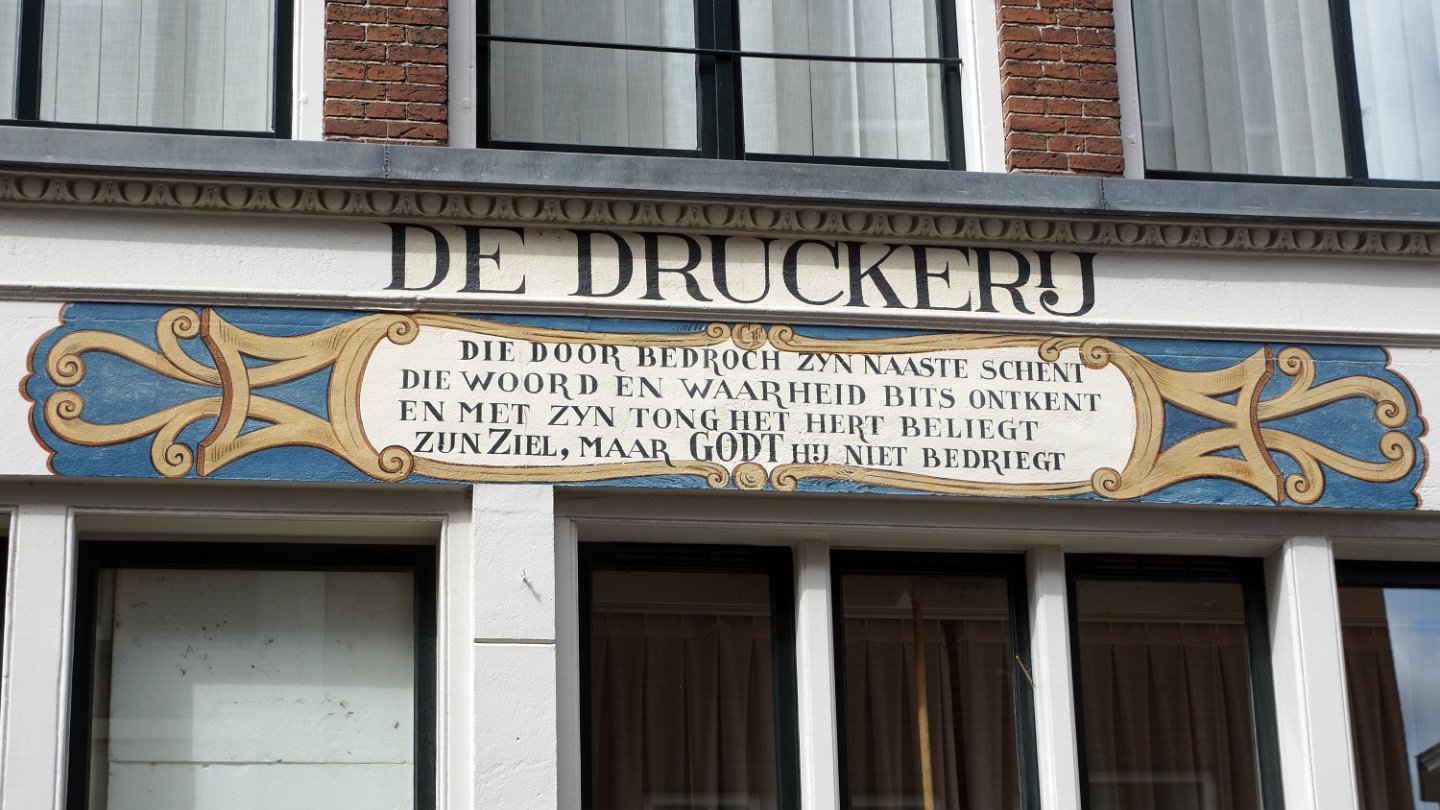 DE DRUCKERIJ
DIE DOOR BEDROCH ZYN NAASTE SCHENT
DIE WOORD EN WAARHEID BITS ONTKENT
EN MET ZYN TONG HET HERT BELIEGT
ZIJN ZIEL, MAAR GODT HIJ NIET BEDRIEGT